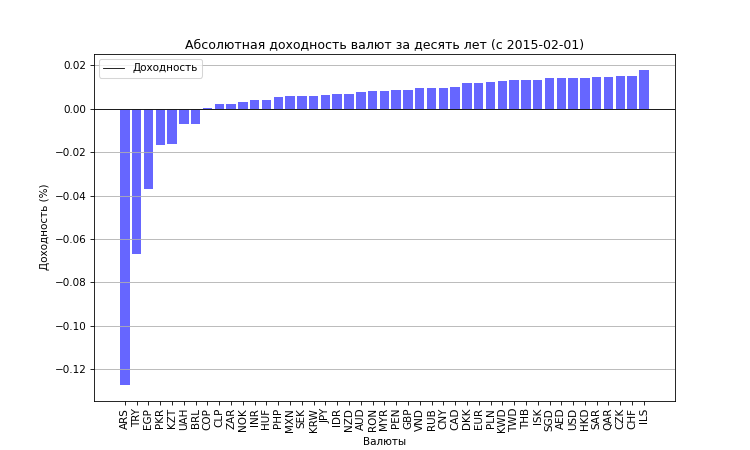 Абсолютная доходность валют за десять лет (с 2015-02-01)
Доходность
0.02
0.00
−0.02
−0.04
−0.06
−0.08
−0.10
−0.12
Доходность (%)
ARS
TRY
EGP
PKR
KZT
UAH
BRL
COP
CLP
ZAR
NOK
INR
HUF
PHP
MXN
SEK
KRW
JPY
IDR
NZD
AUD
RON
MYR
PEN
GBP
VND
RUB
CNY
CAD
DKK
EUR
PLN
KWD
TWD
THB
ISK
SGD
AED
USD
HKD
SAR
QAR
CZK
CHF
ILS
Валюты